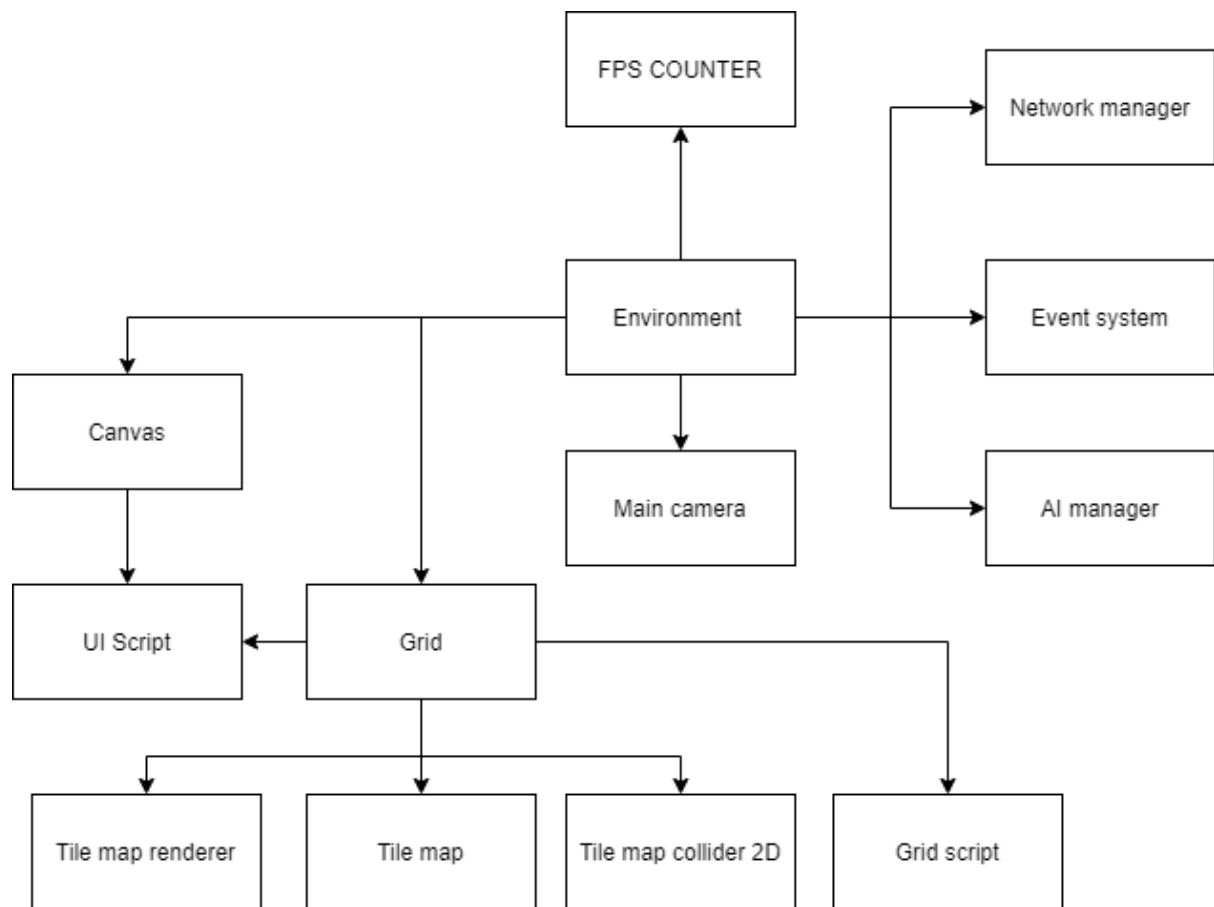 FPS COUNTER
Network manager
Environment
Event system
Canvas
Main camera
AI manager
UI Script
Grid
Tile map renderer
Tile map
Tile map collider 2D
Grid script